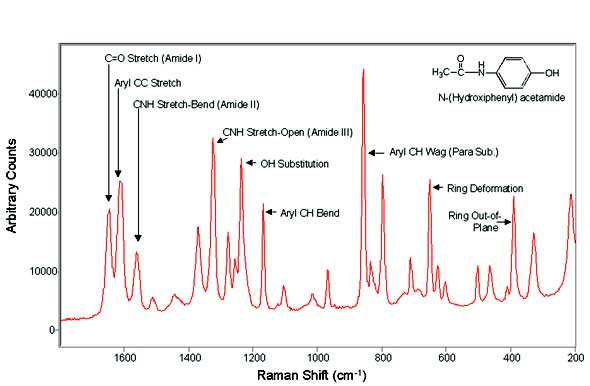 C=O Stretch (Amide I)
Aryl CC Stretch
CNH Stretch-Bend (Amide II)
CNH Stretch-Open (Amide III)
OH Substitution
Aryl CH Bend
Aryl CH Wag (Para Sub.)
Ring Deformation
Ring Out-of-
Plane
O
H
H₃C
C
N
OH
N-(Hydroxiphenyl) acetamide
Arbitrary Counts
40000
30000
20000
10000
0
1600 1400 1200 1000 800 600 400 200
Raman Shift (cm⁻¹)